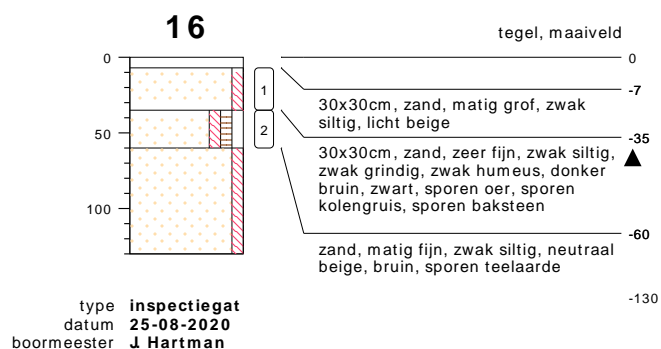 16
tegel, maaiveld
0
0
-7
1
30x30cm, zand, matig grof, zwak
siltig, licht beige
-35
50
2
30x30cm, zand, zeer fijn, zwak siltig,
zwak grindig, zwak humeus, donker
bruin, zwart, sporen oer, sporen
kolengruis, sporen baksteen
100
-60
zand, matig fijn, zwak siltig, neutraal
beige, bruin, sporen teelaarde
-130
type inspectiegat
datum 25-08-2020
boormeester J Hartman